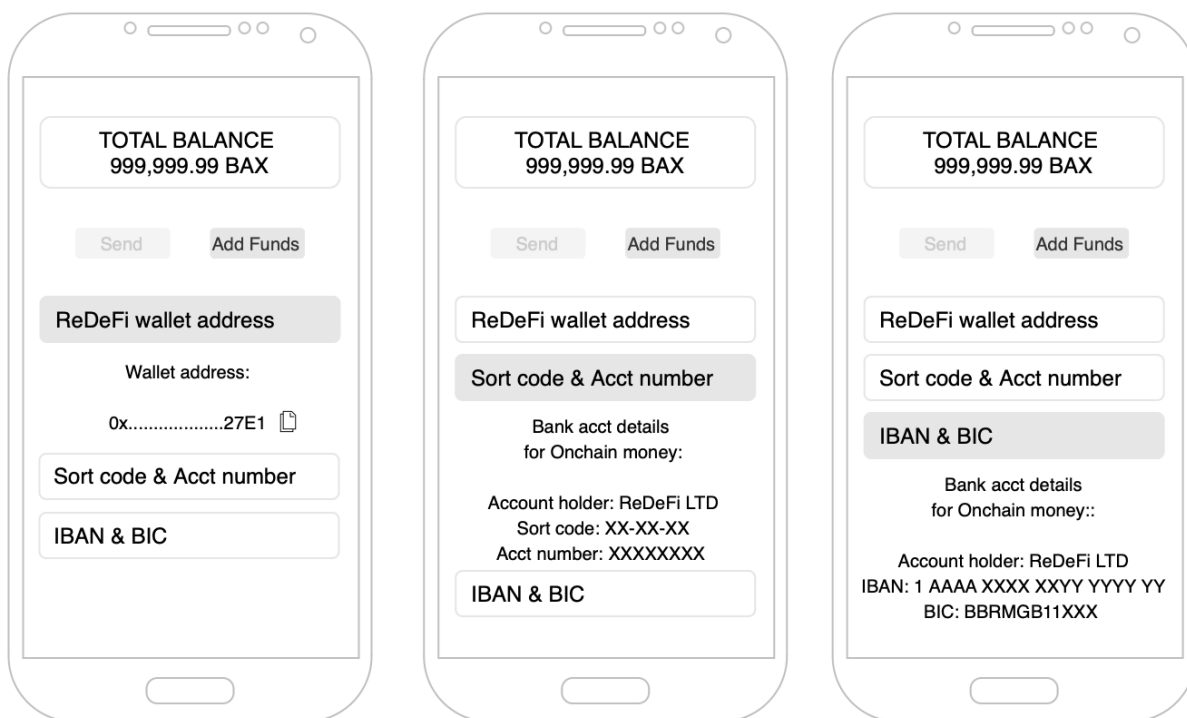 TOTAL BALANCE
999,999.99 BAX
Send
Add Funds
ReDeFi wallet address
Wallet address:
0x...................27E1
Sort code & Acct number
IBAN & BIC
TOTAL BALANCE
999,999.99 BAX
Send
Add Funds
ReDeFi wallet address
Sort code & Acct number
Bank acct details
for Onchain money:
Account holder: ReDeFi LTD
Sort code: XX-XX-XX
Acct number: XXXXXXXX
IBAN & BIC
TOTAL BALANCE
999,999.99 BAX
Send
Add Funds
ReDeFi wallet address
Sort code & Acct number
IBAN & BIC
Bank acct details
for Onchain money::
Account holder: ReDeFi LTD
IBAN: 1 AAAA XXXX XXYY YYYY YY
BIC: BBRMGB11XXX